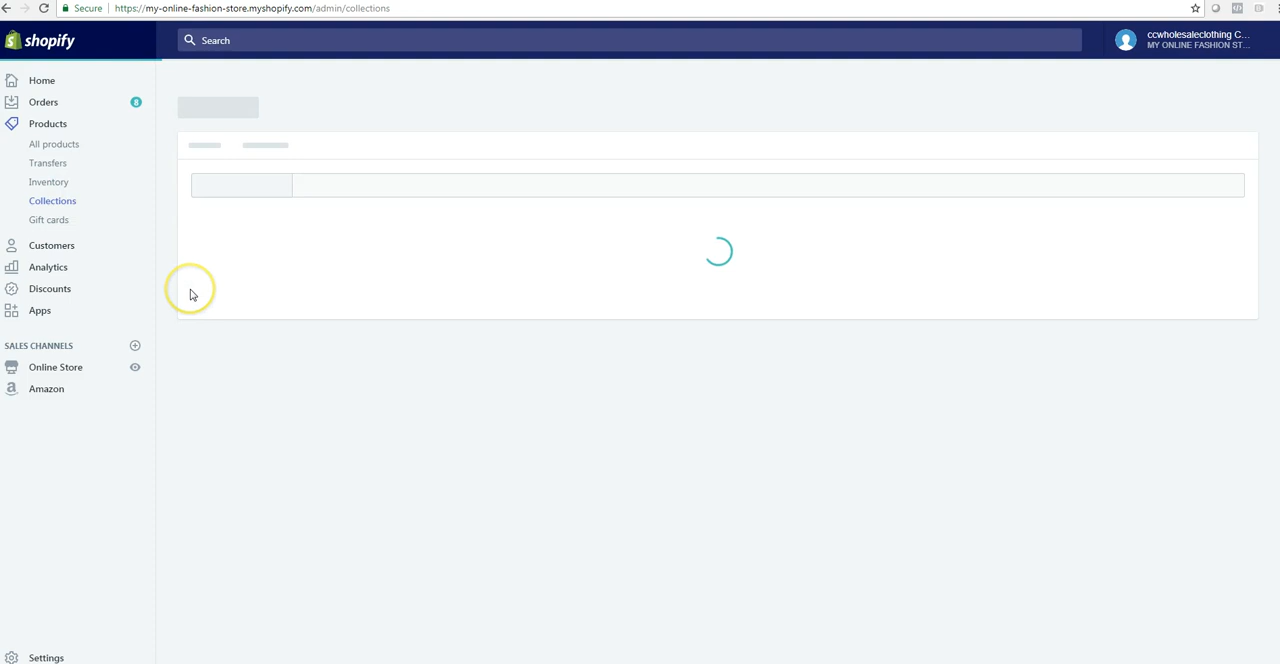 Secure | https://my-online-fashion-store.myshopify.com/admin/collections
shopify
Search
ccwholesaleclothing C...
MY ONLINE FASHION ST...
Home
Orders 8
Products
All products
Transfers
Inventory
Collections
Gift cards
Customers
Analytics
Discounts
Apps
SALES CHANNELS
Online Store
Amazon
Settings